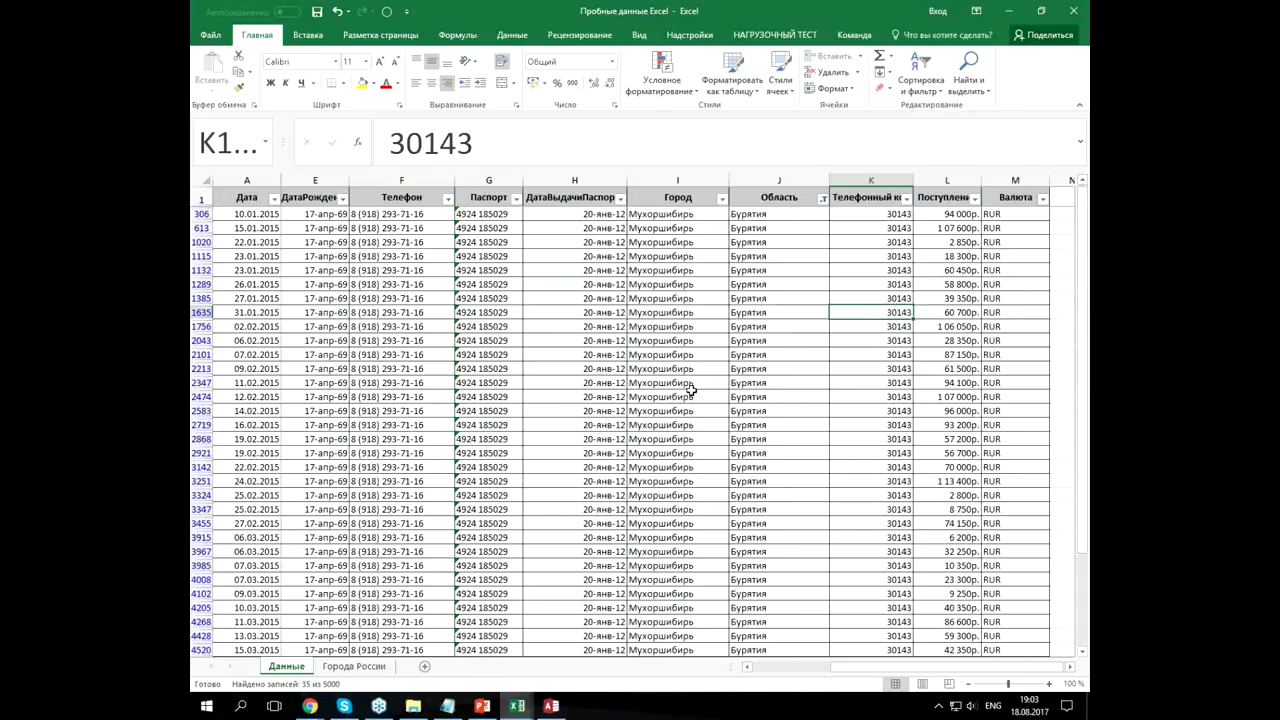 Автосохранение
Пробные данные Excel - Excel
Вход
Файл Главная Вставка Разметка страницы Формулы Данные Рецензирование Вид Надстройки НАГРУЗОЧНЫЙ ТЕСТ Команда Что вы хотите сделать? Поделиться
Вставить Calibri 11 Общий Условное форматирование Форматировать как таблицу Стили ячеек Вставить Удалить Формат Сортировка и фильтр Найти и выделить
Ж К Ч % 000
Буфер обмена Шрифт Выравнивание Число Стили Ячейки Редактирование
K1... fx 30143
A E F G H I J K L M N
1 Дата ДатаРожден Телефон Паспорт ДатаВыдачиПаспор Город Область Телефонный ко Поступлени Валюта
306 10.01.2015 17-апр-69 8 (918) 293-71-16 4924 185029 20-янв-12 Мухоршибирь Бурятия 30143 94 000р. RUR
613 15.01.2015 17-апр-69 8 (918) 293-71-16 4924 185029 20-янв-12 Мухоршибирь Бурятия 30143 1 07 600р. RUR
1020 22.01.2015 17-апр-69 8 (918) 293-71-16 4924 185029 20-янв-12 Мухоршибирь Бурятия 30143 2 850р. RUR
1115 23.01.2015 17-апр-69 8 (918) 293-71-16 4924 185029 20-янв-12 Мухоршибирь Бурятия 30143 18 300р. RUR
1132 23.01.2015 17-апр-69 8 (918) 293-71-16 4924 185029 20-янв-12 Мухоршибирь Бурятия 30143 60 450р. RUR
1289 26.01.2015 17-апр-69 8 (918) 293-71-16 4924 185029 20-янв-12 Мухоршибирь Бурятия 30143 58 800р. RUR
1385 27.01.2015 17-апр-69 8 (918) 293-71-16 4924 185029 20-янв-12 Мухоршибирь Бурятия 30143 39 350р. RUR
1635 31.01.2015 17-апр-69 8 (918) 293-71-16 4924 185029 20-янв-12 Мухоршибирь Бурятия 30143 60 700р. RUR
1756 02.02.2015 17-апр-69 8 (918) 293-71-16 4924 185029 20-янв-12 Мухоршибирь Бурятия 30143 1 06 050р. RUR
2043 06.02.2015 17-апр-69 8 (918) 293-71-16 4924 185029 20-янв-12 Мухоршибирь Бурятия 30143 28 350р. RUR
2101 07.02.2015 17-апр-69 8 (918) 293-71-16 4924 185029 20-янв-12 Мухоршибирь Бурятия 30143 87 150р. RUR
2213 09.02.2015 17-апр-69 8 (918) 293-71-16 4924 185029 20-янв-12 Мухоршибирь Бурятия 30143 61 500р. RUR
2347 11.02.2015 17-апр-69 8 (918) 293-71-16 4924 185029 20-янв-12 Мухоршибирь Бурятия 30143 94 100р. RUR
2474 12.02.2015 17-апр-69 8 (918) 293-71-16 4924 185029 20-янв-12 Мухоршибирь Бурятия 30143 1 07 000р. RUR
2583 14.02.2015 17-апр-69 8 (918) 293-71-16 4924 185029 20-янв-12 Мухоршибирь Бурятия 30143 96 000р. RUR
2719 16.02.2015 17-апр-69 8 (918) 293-71-16 4924 185029 20-янв-12 Мухоршибирь Бурятия 30143 93 200р. RUR
2868 19.02.2015 17-апр-69 8 (918) 293-71-16 4924 185029 20-янв-12 Мухоршибирь Бурятия 30143 57 200р. RUR
2921 19.02.2015 17-апр-69 8 (918) 293-71-16 4924 185029 20-янв-12 Мухоршибирь Бурятия 30143 56 700р. RUR
3142 22.02.2015 17-апр-69 8 (918) 293-71-16 4924 185029 20-янв-12 Мухоршибирь Бурятия 30143 70 000р. RUR
3251 24.02.2015 17-апр-69 8 (918) 293-71-16 4924 185029 20-янв-12 Мухоршибирь Бурятия 30143 1 13 400р. RUR
3324 25.02.2015 17-апр-69 8 (918) 293-71-16 4924 185029 20-янв-12 Мухоршибирь Бурятия 30143 2 800р. RUR
3347 25.02.2015 17-апр-69 8 (918) 293-71-16 4924 185029 20-янв-12 Мухоршибирь Бурятия 30143 8 750р. RUR
3455 27.02.2015 17-апр-69 8 (918) 293-71-16 4924 185029 20-янв-12 Мухоршибирь Бурятия 30143 74 150р. RUR
3915 06.03.2015 17-апр-69 8 (918) 293-71-16 4924 185029 20-янв-12 Мухоршибирь Бурятия 30143 6 200р. RUR
3967 06.03.2015 17-апр-69 8 (918) 293-71-16 4924 185029 20-янв-12 Мухоршибирь Бурятия 30143 32 250р. RUR
3985 07.03.2015 17-апр-69 8 (918) 293-71-16 4924 185029 20-янв-12 Мухоршибирь Бурятия 30143 10 350р. RUR
4008 07.03.2015 17-апр-69 8 (918) 293-71-16 4924 185029 20-янв-12 Мухоршибирь Бурятия 30143 23 300р. RUR
4102 09.03.2015 17-апр-69 8 (918) 293-71-16 4924 185029 20-янв-12 Мухоршибирь Бурятия 30143 9 250р. RUR
4205 10.03.2015 17-апр-69 8 (918) 293-71-16 4924 185029 20-янв-12 Мухоршибирь Бурятия 30143 40 350р. RUR
4268 11.03.2015 17-апр-69 8 (918) 293-71-16 4924 185029 20-янв-12 Мухоршибирь Бурятия 30143 86 600р. RUR
4428 13.03.2015 17-апр-69 8 (918) 293-71-16 4924 185029 20-янв-12 Мухоршибирь Бурятия 30143 59 300р. RUR
4520 15.03.2015 17-апр-69 8 (918) 293-71-16 4924 185029 20-янв-12 Мухоршибирь Бурятия 30143 42 350р. RUR
Данные Города России
Готово Найдено записей: 35 из 5000 100 %
ENG 19:03
18.08.2017